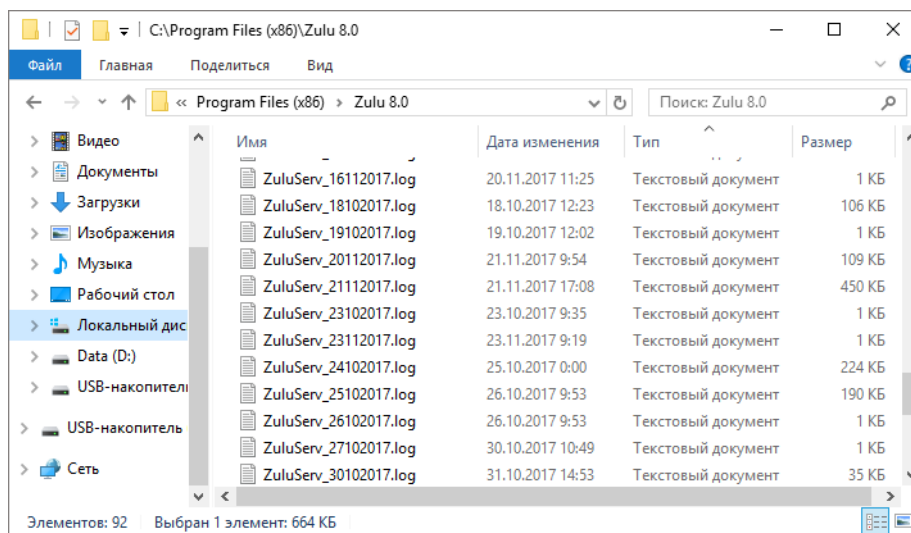 C:\Program Files (x86)\Zulu 8.0
Файл Главная Поделиться Вид
« Program Files (x86) > Zulu 8.0 Поиск: Zulu 8.0
Имя Дата изменения Тип Размер
Видео
Документы
Загрузки
Изображения
Музыка
Рабочий стол
Локальный дис
Data (D:)
USB-накопител
USB-накопитель
Сеть
ZuluServ_16112017.log 20.11.2017 11:25 Текстовый документ 1 КБ
ZuluServ_18102017.log 18.10.2017 12:23 Текстовый документ 106 КБ
ZuluServ_19102017.log 19.10.2017 12:02 Текстовый документ 1 КБ
ZuluServ_20112017.log 21.11.2017 9:54 Текстовый документ 109 КБ
ZuluServ_21112017.log 21.11.2017 17:08 Текстовый документ 450 КБ
ZuluServ_23102017.log 23.10.2017 9:35 Текстовый документ 1 КБ
ZuluServ_23112017.log 23.11.2017 9:19 Текстовый документ 1 КБ
ZuluServ_24102017.log 25.10.2017 0:00 Текстовый документ 224 КБ
ZuluServ_25102017.log 26.10.2017 9:53 Текстовый документ 190 КБ
ZuluServ_26102017.log 26.10.2017 9:53 Текстовый документ 1 КБ
ZuluServ_27102017.log 30.10.2017 10:49 Текстовый документ 1 КБ
ZuluServ_30102017.log 31.10.2017 14:53 Текстовый документ 35 КБ
Элементов: 92 Выбран 1 элемент: 664 КБ